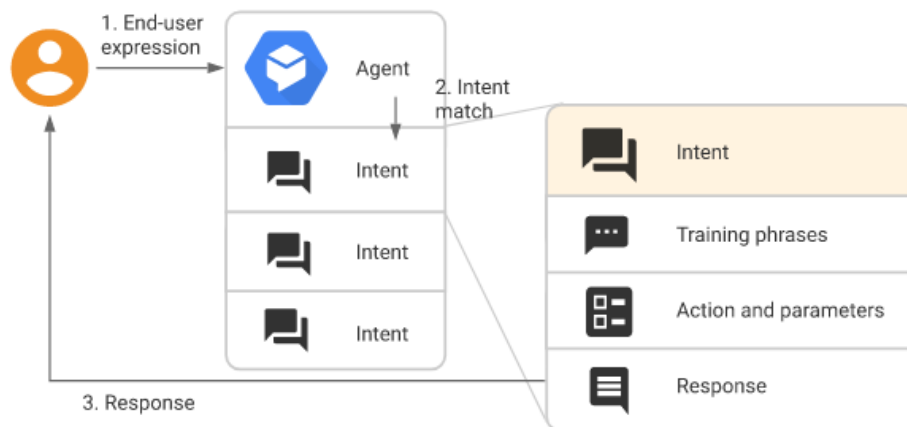 1. End-user
expression
Agent
2. Intent
match
Intent
Intent
Intent
Intent
Training phrases
Action and parameters
Response
3. Response